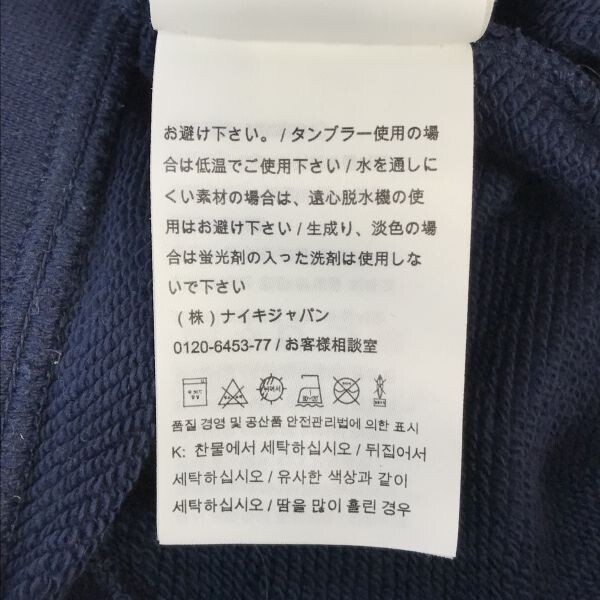 お避け下さい。/ タンブラー使用の場
合は低温でご使用下さい / 水を通しに
くい素材の場合は、遠心脱水機の使
用はお避け下さい / 生成り、淡色の場
合は蛍光剤の入った洗剤は使用しな
いで下さい
（株）ナイキジャパン
0120-6453-77 / お客様相談室
품질 경영 및 공산품 안전관리법에 의한 표시
K: 찬물에서 세탁하십시오 / 뒤집어서
세탁하십시오 / 유사한 색상과 같이
세탁하십시오 / 땀을 많이 흘린 경우